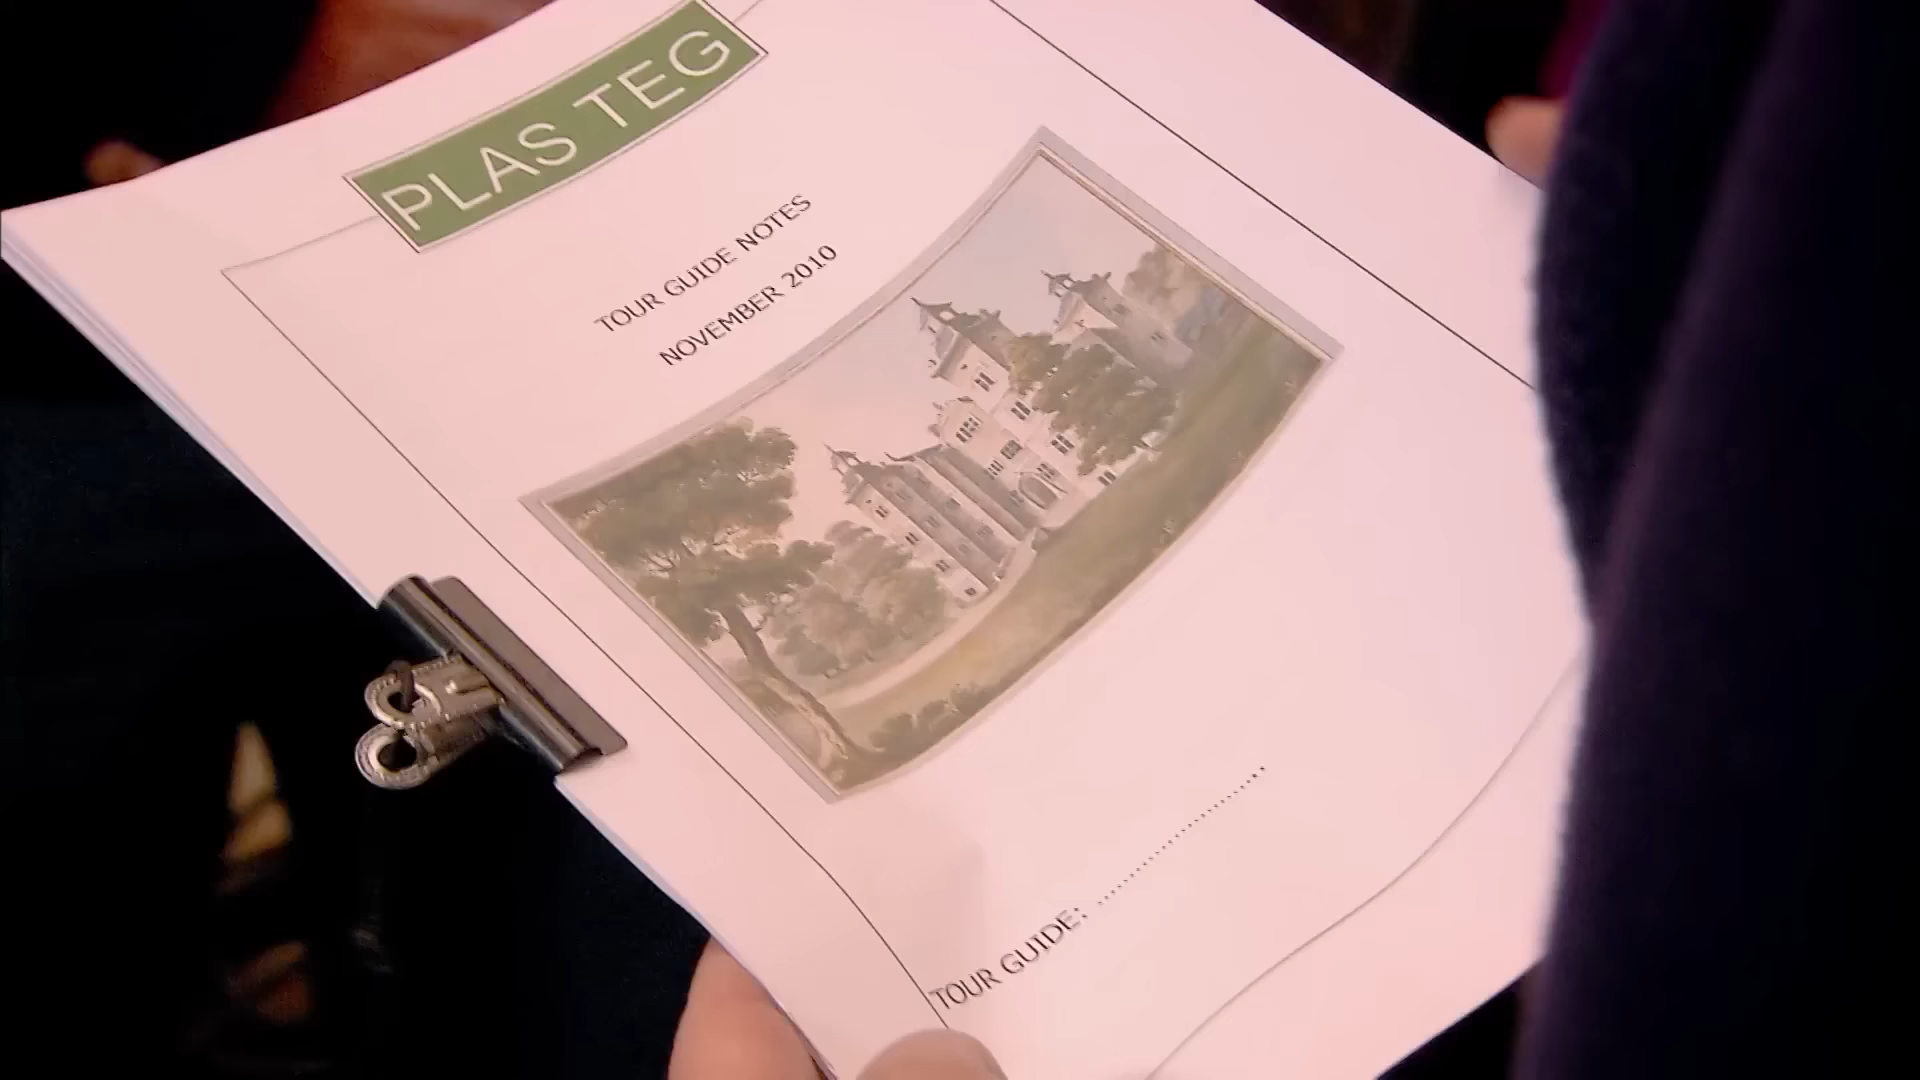 PLAS TEG
TOUR GUIDE NOTES
NOVEMBER 2010
TOUR GUIDE: ................................